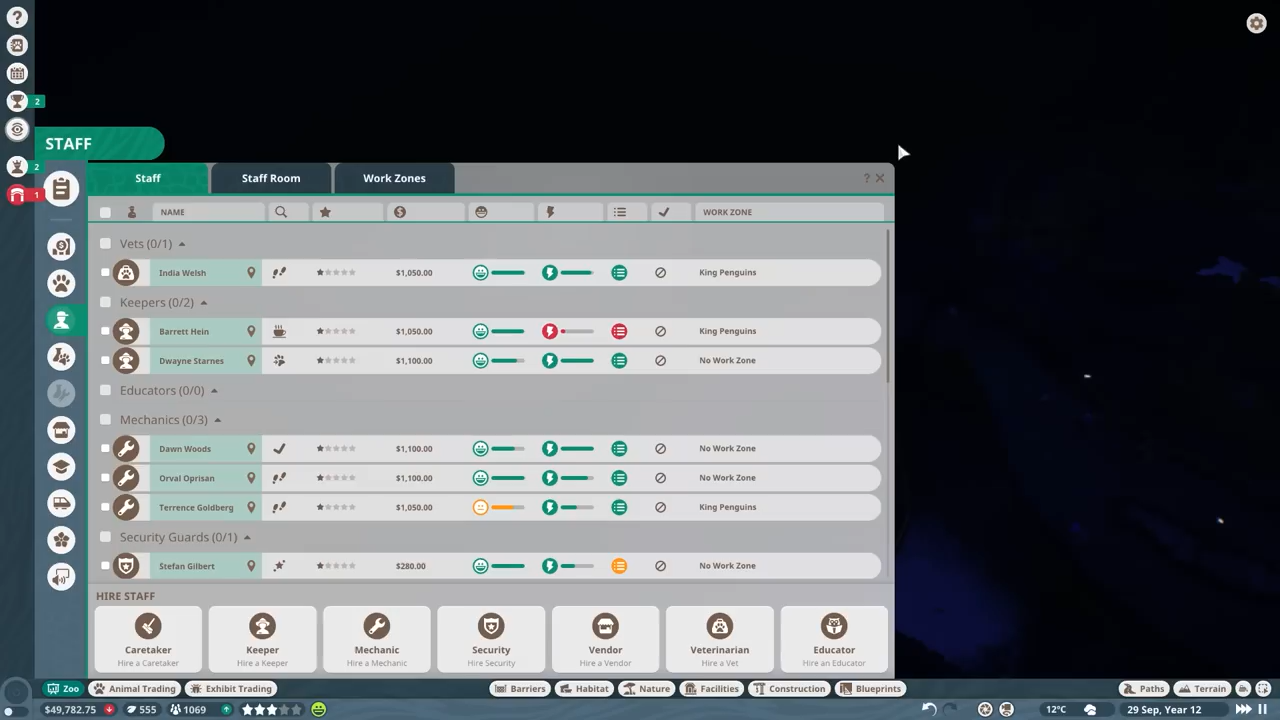 STAFF
2
2
1
Staff
Staff Room
Work Zones
? ×
NAME
WORK ZONE
Vets (0/1)
India Welsh $1,050.00 King Penguins
Keepers (0/2)
Barrett Hein $1,050.00 King Penguins
Dwayne Starnes $1,100.00 No Work Zone
Educators (0/0)
Mechanics (0/3)
Dawn Woods $1,100.00 No Work Zone
Orval Oprisan $1,100.00 No Work Zone
Terrence Goldberg $1,050.00 King Penguins
Security Guards (0/1)
Stefan Gilbert $280.00 No Work Zone
HIRE STAFF
Caretaker Keeper Mechanic Security Vendor Veterinarian Educator
Hire a Caretaker Hire a Keeper Hire a Mechanic Hire Security Hire a Vendor Hire a Vet Hire an Educator
Zoo Animal Trading Exhibit Trading Barriers Habitat Nature Facilities Construction Blueprints Paths Terrain
$49,782.75 555 1069 12°C 29 Sep, Year 12